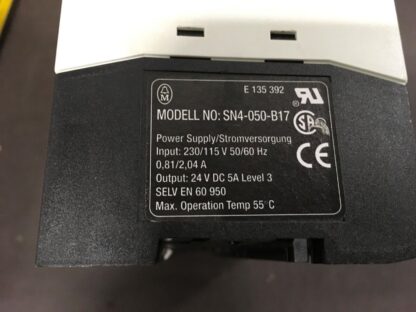 E 135 392
MODELL NO: SN4-050-B17
Power Supply/Stromversorgung
Input: 230/115 V 50/60 Hz
0,81/2,04 A
Output: 24 V DC 5A Level 3
SELV EN 60 950
Max. Operation Temp 55°C